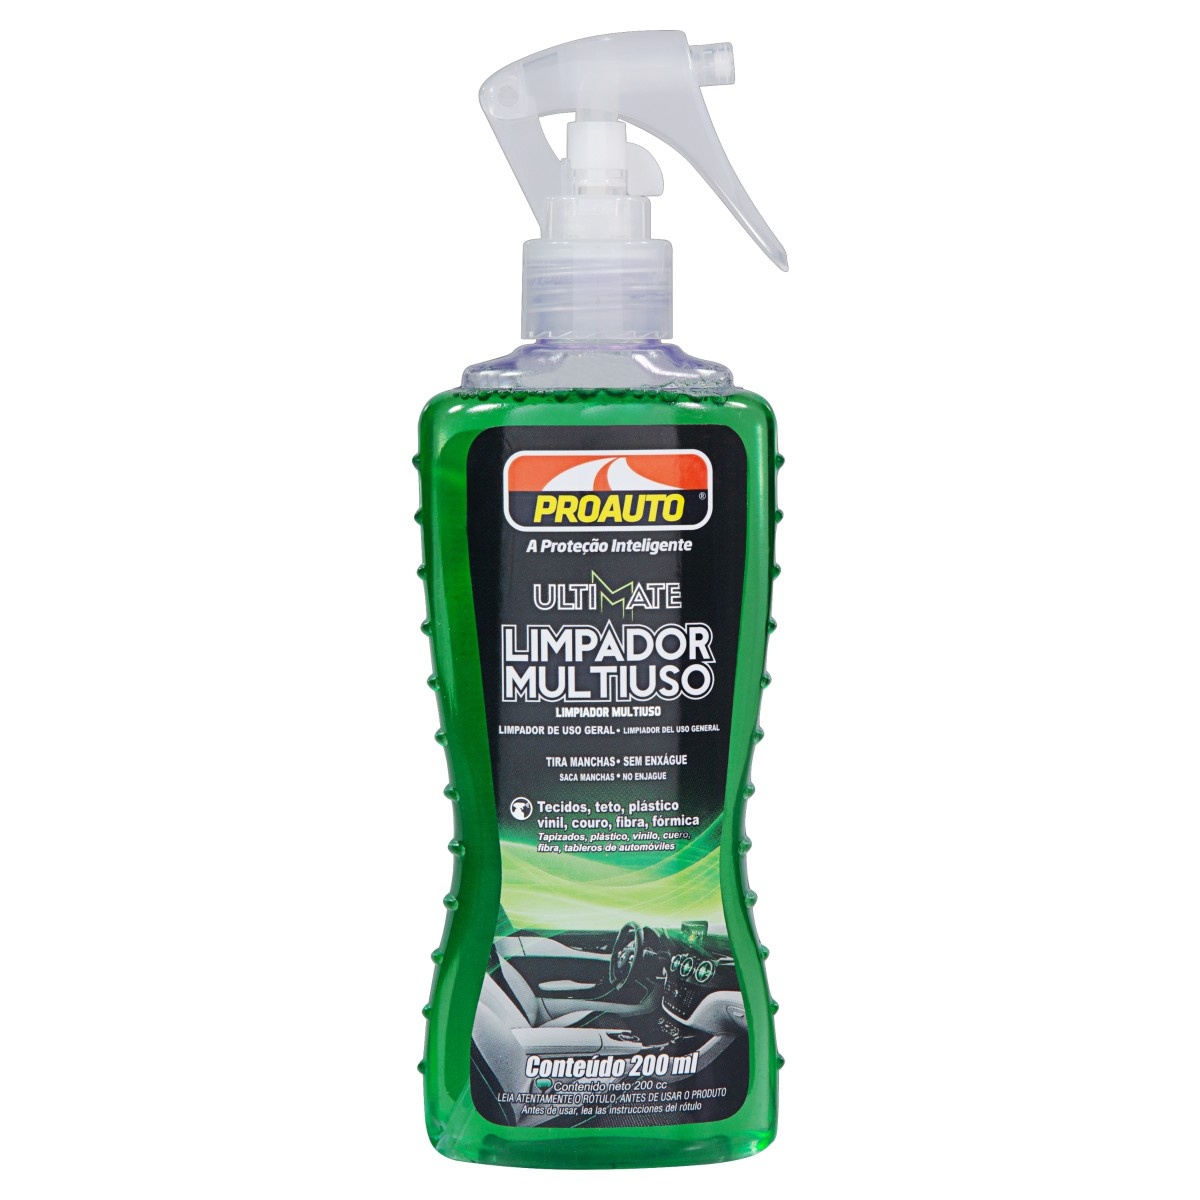 PROAUTO ®
A Proteção Inteligente
ULTIMATE
LIMPADOR
MULTIUSO
LIMPIADOR MULTIUSO
LIMPADOR DE USO GERAL • LIMPIADOR DEL USO GENERAL
TIRA MANCHAS • SEM ENXÁGUE
SACA MANCHAS • NO ENJAGUE
Tecidos, teto, plástico
vinil, couro, fibra, fórmica
Tapizados, plástico, vinilo, cuero,
fibra, tableros de automóviles
Conteúdo 200 ml
Contenido neto 200 cc
LEIA ATENTAMENTE O RÓTULO, ANTES DE USAR O PRODUTO
Antes de usar, lea las instrucciones del rótulo